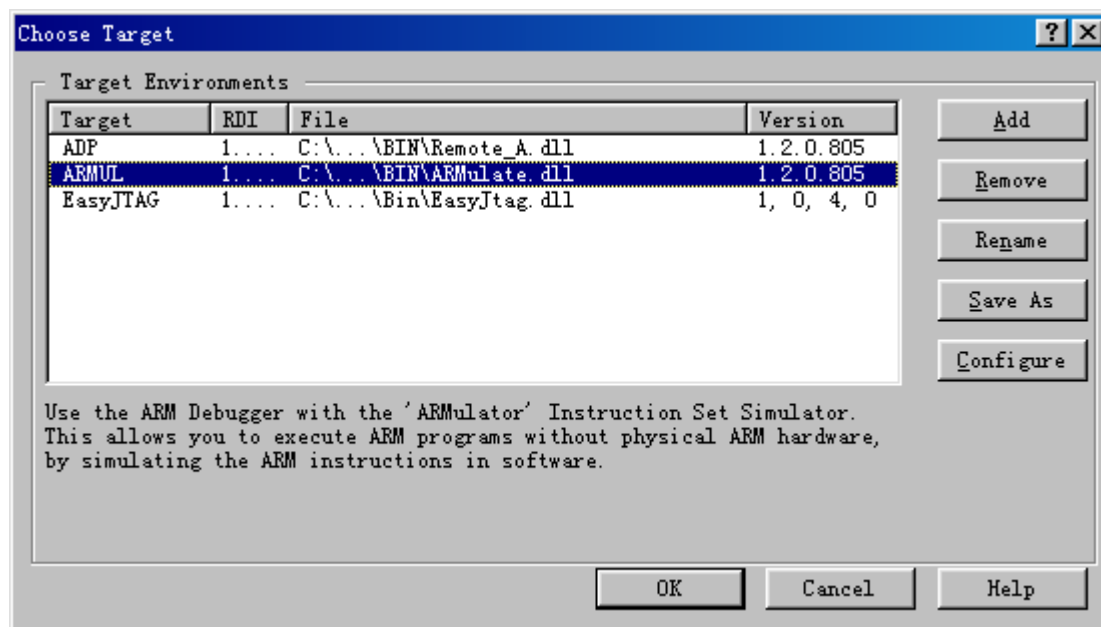 Choose Target
Target Environments
Target RDI File Version
ADP 1.... C:\...\BIN\Remote_A.dll 1.2.0.805
ARMUL 1.... C:\...\BIN\ARMulate.dll 1.2.0.805
EasyJTAG 1.... C:\...\Bin\EasyJtag.dll 1, 0, 4, 0
Add
Remove
Rename
Save As
Configure
Use the ARM Debugger with the 'ARMulator' Instruction Set Simulator.
This allows you to execute ARM programs without physical ARM hardware,
by simulating the ARM instructions in software.
OK Cancel Help